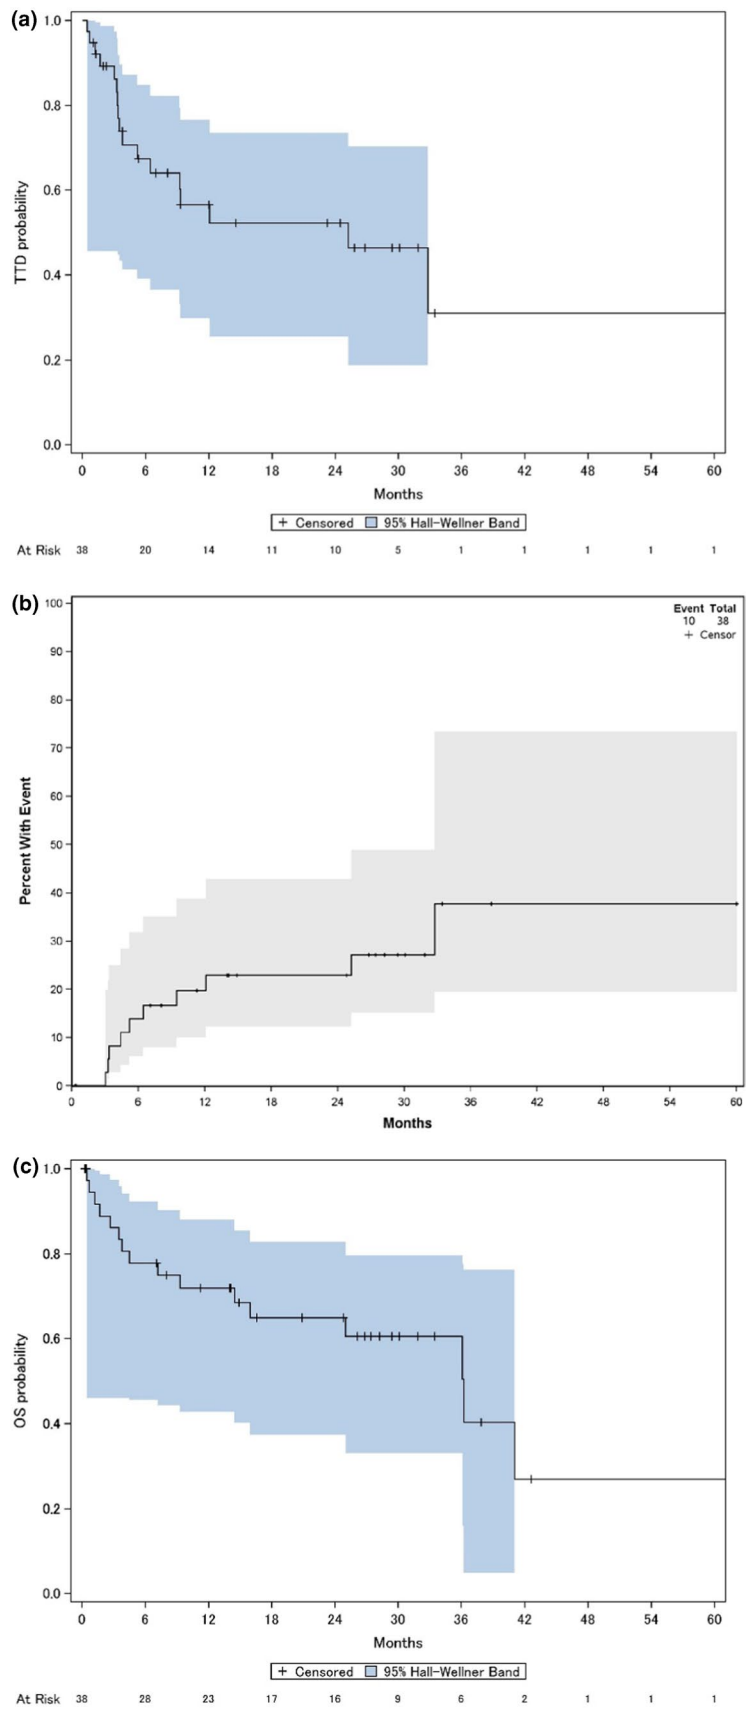 (a)
1.0
0.8
0.6
0.4
0.2
0.0
TTD probability
0 6 12 18 24 30 36 42 48 54 60
Months
+ Censored 95% Hall-Wellner Band
At Risk 38 20 14 11 10 5 1 1 1 1 1
(b)
Event Total
10 38
+ Censor
100
90
80
70
60
50
40
30
20
10
0
Percent With Event
0 6 12 18 24 30 36 42 48 54 60
Months
(c)
1.0
0.8
0.6
0.4
0.2
0.0
OS probability
0 6 12 18 24 30 36 42 48 54 60
Months
+ Censored 95% Hall-Wellner Band
At Risk 38 28 23 17 16 9 6 2 1 1 1